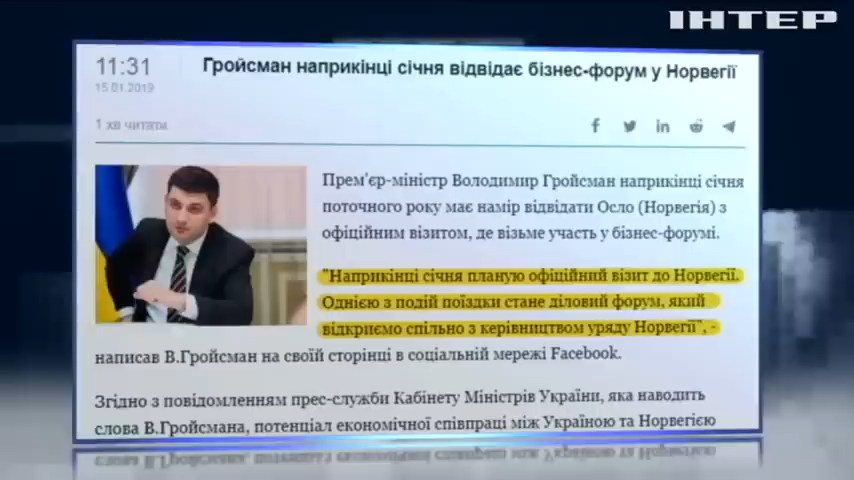 ІНТЕР
11:31
Гройсман наприкінці січня відвідає бізнес-форум у Норвегії
15.01.2019
1 хв читати
Прем'єр-міністр Володимир Гройсман наприкінці січня
поточного року має намір відвідати Осло (Норвегія) з
офіційним візитом, де візьме участь у бізнес-форумі.
"Наприкінці січня планую офіційний візит до Норвегії.
Однією з подій поїздки стане діловий форум, який
відкриємо спільно з керівництвом уряду Норвегії", -
написав В.Гройсман на своїй сторінці в соціальній мережі Facebook.
Згідно з повідомленням прес-служби Кабінету Міністрів України, яка наводить
слова В.Гройсмана, потенціал економічної співпраці між Україною та Норвегією